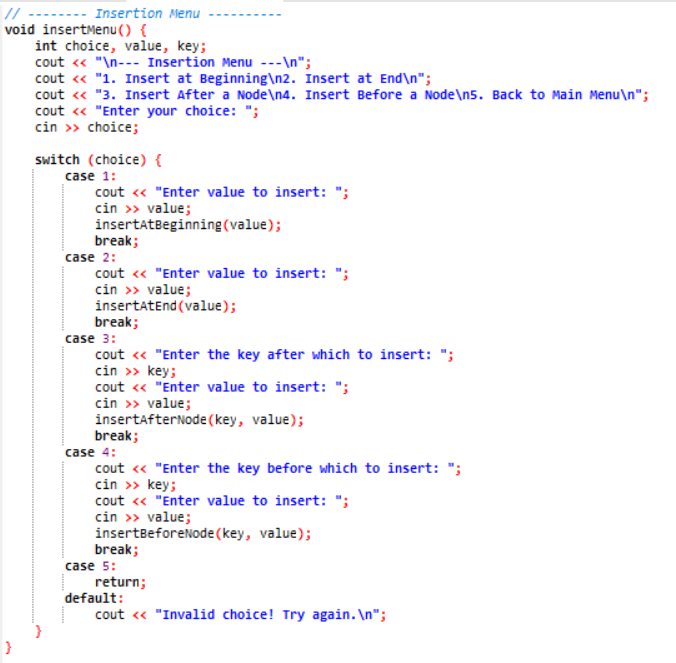 // -------- Insertion Menu ----------
void insertMenu() {
    int choice, value, key;
    cout << "\n--- Insertion Menu ---\n";
    cout << "1. Insert at Beginning\n2. Insert at End\n";
    cout << "3. Insert After a Node\n4. Insert Before a Node\n5. Back to Main Menu\n";
    cout << "Enter your choice: ";
    cin >> choice;

    switch (choice) {
        case 1:
            cout << "Enter value to insert: ";
            cin >> value;
            insertAtBeginning(value);
            break;
        case 2:
            cout << "Enter value to insert: ";
            cin >> value;
            insertAtEnd(value);
            break;
        case 3:
            cout << "Enter the key after which to insert: ";
            cin >> key;
            cout << "Enter value to insert: ";
            cin >> value;
            insertAfterNode(key, value);
            break;
        case 4:
            cout << "Enter the key before which to insert: ";
            cin >> key;
            cout << "Enter value to insert: ";
            cin >> value;
            insertBeforeNode(key, value);
            break;
        case 5:
            return;
        default:
            cout << "Invalid choice! Try again.\n";
    }
}